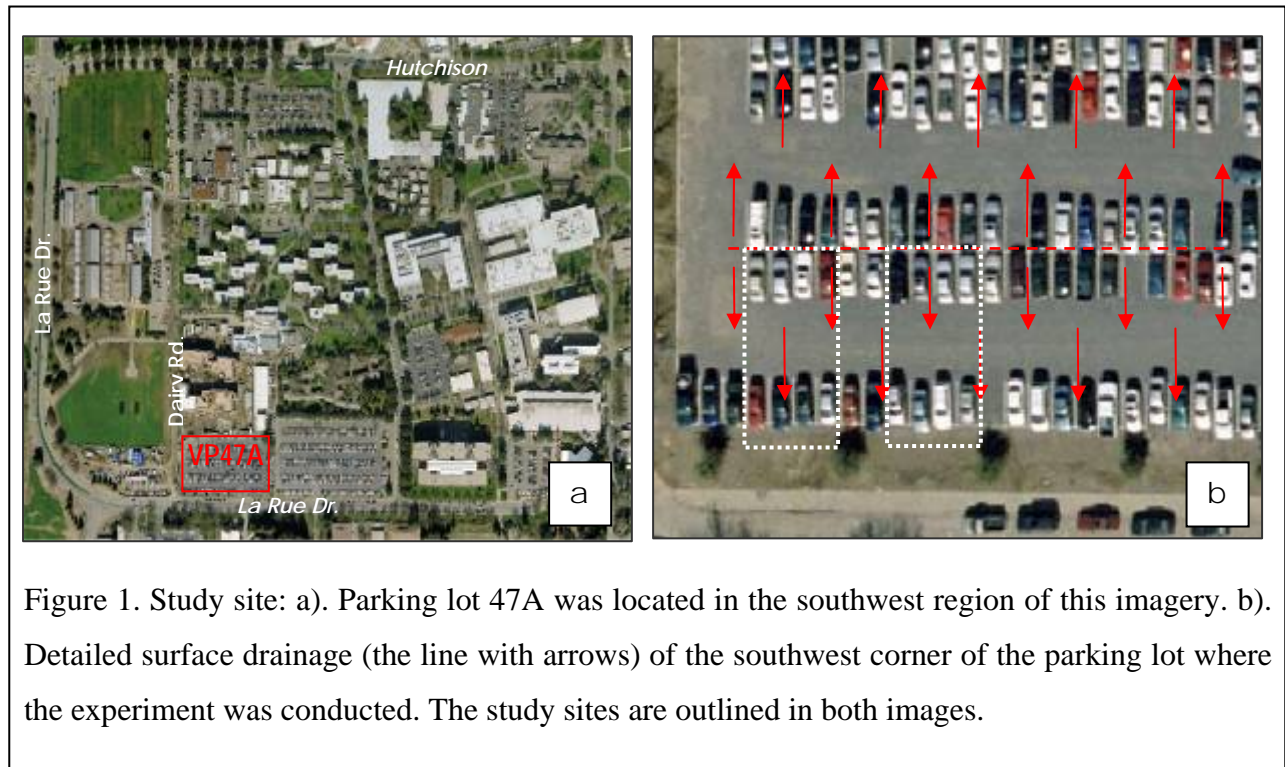 Hutchison
La Rue Dr.
Dairy Rd.
VP47A
La Rue Dr.
a
b
Figure 1. Study site: a). Parking lot 47A was located in the southwest region of this imagery. b).
Detailed surface drainage (the line with arrows) of the southwest corner of the parking lot where
the experiment was conducted. The study sites are outlined in both images.